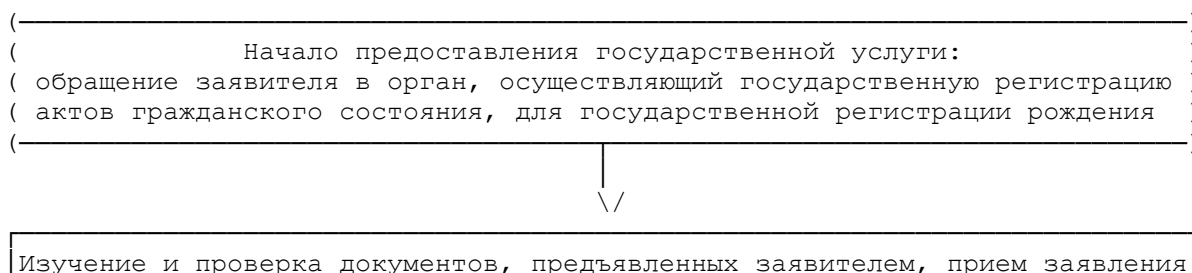 Начало предоставления государственной услуги:
обращение заявителя в орган, осуществляющий государственную регистрацию
актов гражданского состояния, для государственной регистрации рождения
Изучение и проверка документов, предъявленных заявителем, прием заявления